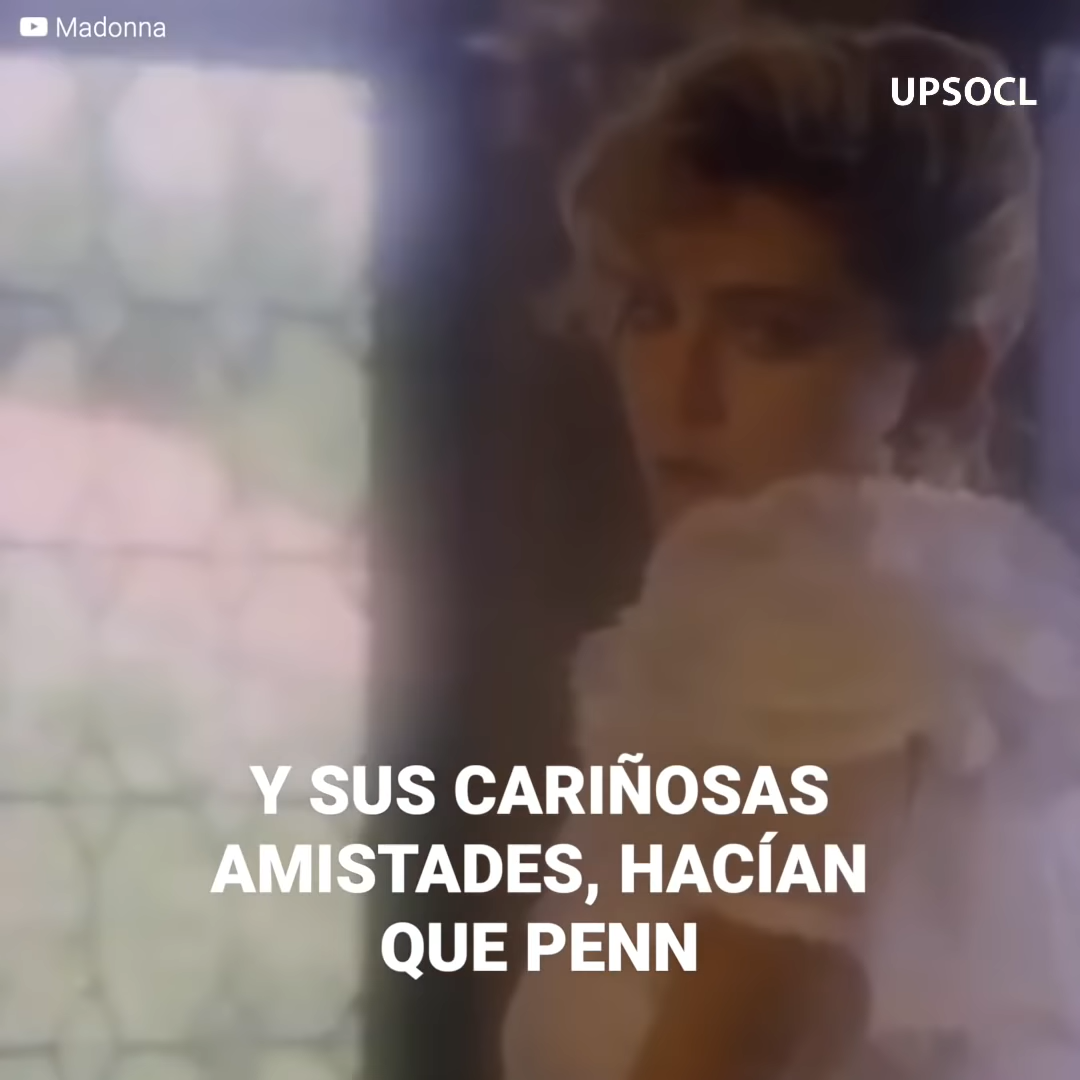 Madonna
UPSOCL
Y SUS CARIÑOSAS
AMISTADES, HACÍAN
QUE PENN